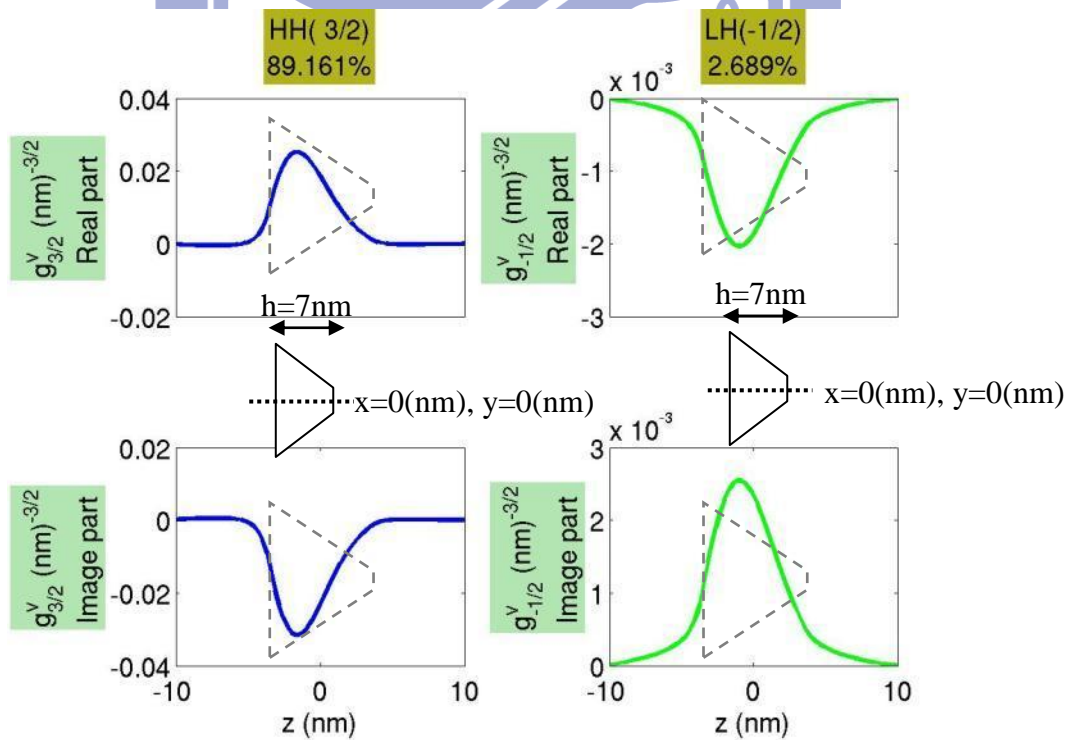 HH( 3/2)
89.161%
LH(-1/2)
2.689%
x 10^-3
0.04
0.02
0
-0.02
g^v_3/2 (nm)^-3/2
Real part
0
-1
-2
-3
g^v_-1/2 (nm)^-3/2
Real part
h=7nm
h=7nm
x=0(nm), y=0(nm)
x=0(nm), y=0(nm)
0.02
0
-0.02
-0.04
g^v_3/2 (nm)^-3/2
Image part
-10
0
10
z (nm)
x 10^-3
3
2
1
0
g^v_-1/2 (nm)^-3/2
Image part
-10
0
10
z (nm)